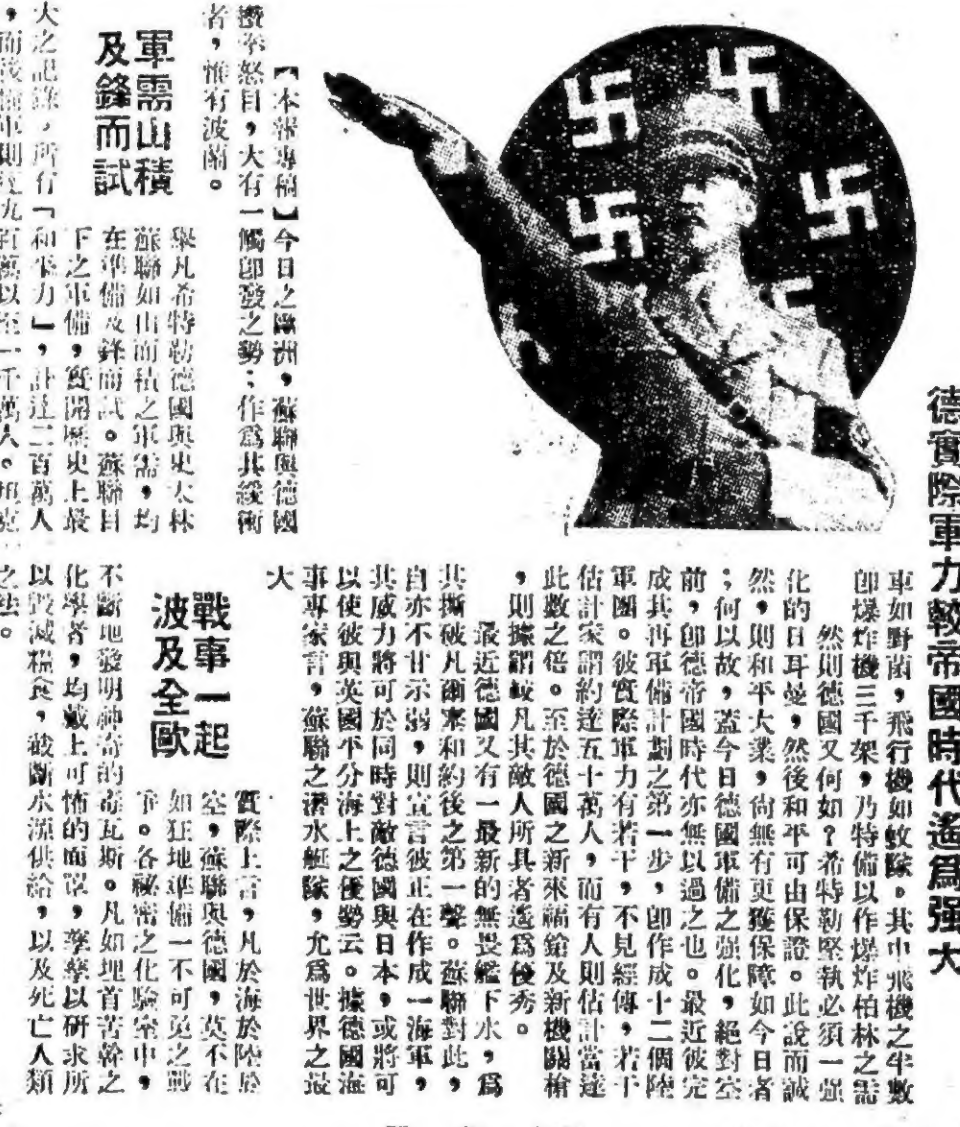 德實際軍力較帝國時代遙爲强大
【本報專稿】今日之歐洲，蘇聯與德國
攢拳怒目，大有一觸卽發之勢；作爲其緩衝
者，惟有波蘭。
軍需山積
及鋒而試
舉凡希特勒德國與史太林
蘇聯如山而積之軍需，均
在準備及鋒而試。蘇聯目
下之軍備，實開歷史上最
大之記錄，所有「和平力」，計達二百萬人
，而後備軍則達九百萬以至一千萬人。坦克
車如野菌，飛行機如蚊隊。其中飛機之半數
卽爆炸機三千架，乃特備以作爆炸柏林之需
然則德國又何如？希特勒堅執必須一强
化的日耳曼，然後和平可由保證。此說而誠
然，則和平大業，尙無有更獲保障如今日者
；何以故，蓋今日德國軍備之强化，絕對空
前，卽德帝國時代亦無以過之也。最近彼完
成其再軍備計劃之第一步，卽作成十二個陸
軍團。彼實際軍力有若干，不見經傳，若干
估計家謂約達五十萬人，而有人則估計當達
此數之倍。至於德國之新來福鎗及新機關槍
，則據謂較凡其敵人所具者遙爲優秀。
最近德國又有一最新的無畏艦下水，爲
其撕破凡爾塞和約後之第一聲。蘇聯對此，
自亦不甘示弱，則宣言彼正在作成一海軍，
其威力將可於同時對敵德國與日本，或將可
以使彼與英國平分海上之優勢云。據德國海
事專家言，蘇聯之潛水艇隊，允爲世界之最
大
戰事一起
波及全歐
實際上言，凡於海於陸於
空，蘇聯與德國，莫不在
如狂地準備一不可免之戰
爭。各秘密之化驗室中，
不斷地發明神奇的毒瓦斯。凡如埋首苦幹之
化學者，均戴上可怖的面罩，孳孳以研求所
以毀滅糧食，截斷水源供給，以及死亡人類
之法。